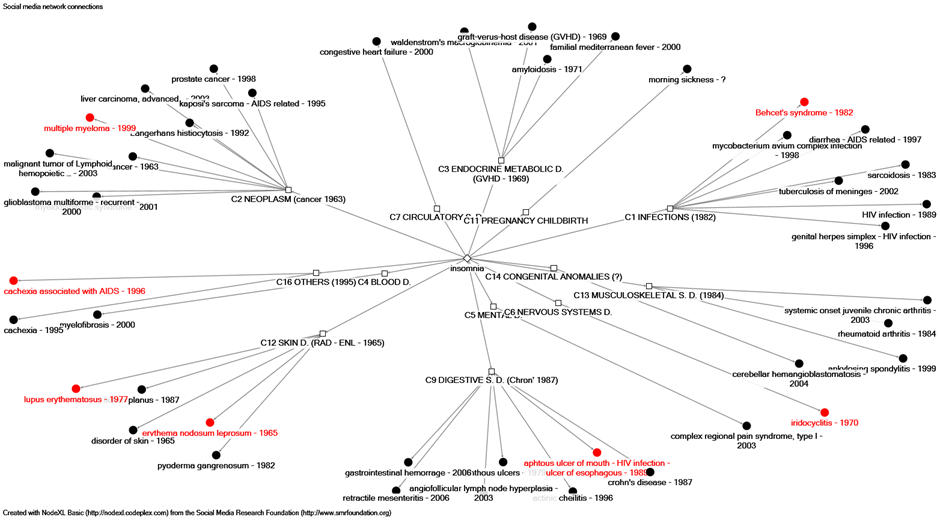 Social media network connections
graft-verus-host disease (GVHD) - 1969
congestive heart failure - 2000
familial mediterranean fever - 2000
amyloidosis - 1971
morning sickness - ?
prostate cancer - 1998
liver carcinoma, advanced
kaposi's sarcoma - AIDS related - 1995
multiple myeloma - 1999
langerhans histiocytosis - 1992
Behcet's syndrome - 1982
diarrhea - AIDS related - 1997
mycobacterium avium complex infection
- 1998
malignant tumor of Lymphoid,
hemopoietic .. - 2003
- 1963
sarcoidosis - 1983
tuberculosis of meninges - 2002
glioblastoma multiforme - recurrent -
2000
2001
C2 NEOPLASM (cancer 1963)
C3 ENDOCRINE METABOLIC D.
(GVHD - 1969)
C7 CIRCULATORY
C11 PREGNANCY CHILDBIRTH
C1 INFECTIONS (1982)
HIV infection - 1989
genital herpes simplex - HIV infection -
1996
insomnia
C16 OTHERS (1995)
C4 BLOOD D.
C14 CONGENITAL ANOMALIES (?)
C13 MUSCULOSKELETAL S. D. (1984)
cachexia associated with AIDS - 1996
cachexia - 1995
myelofibrosis - 2000
C5 MENTAL
C6 NERVOUS SYSTEMS D.
systemic onset juvenile chronic arthritis -
2003
rheumatoid arthritis - 1984
ankylosing spondylitis - 1999
C12 SKIN D. (RAD - ENL - 1965)
cerebellar hemangioblastomatosis -
2004
C9 DIGESTIVE S. D. (Chron' 1987)
lupus erythematosus - 1977
planus - 1987
iridocyclitis - 1970
disorder of skin - 1965
erythema nodosum leprosum - 1965
complex regional pain syndrome, type I -
2003
pyoderma gangrenosum - 1982
gastrointestinal hemorrhage - 2006
ulcers
aphtous ulcer of mouth - HIV infection -
ulcer of esophagous -
crohn's disease - 1987
retractile mesenteritis - 2006
angiofollicular lymph node hyperplasia -
2003
actinic cheilitis - 1996
Created with NodeXL Basic (http://nodexl.codeplex.com) from the Social Media Research Foundation (http://www.smrfoundation.org)